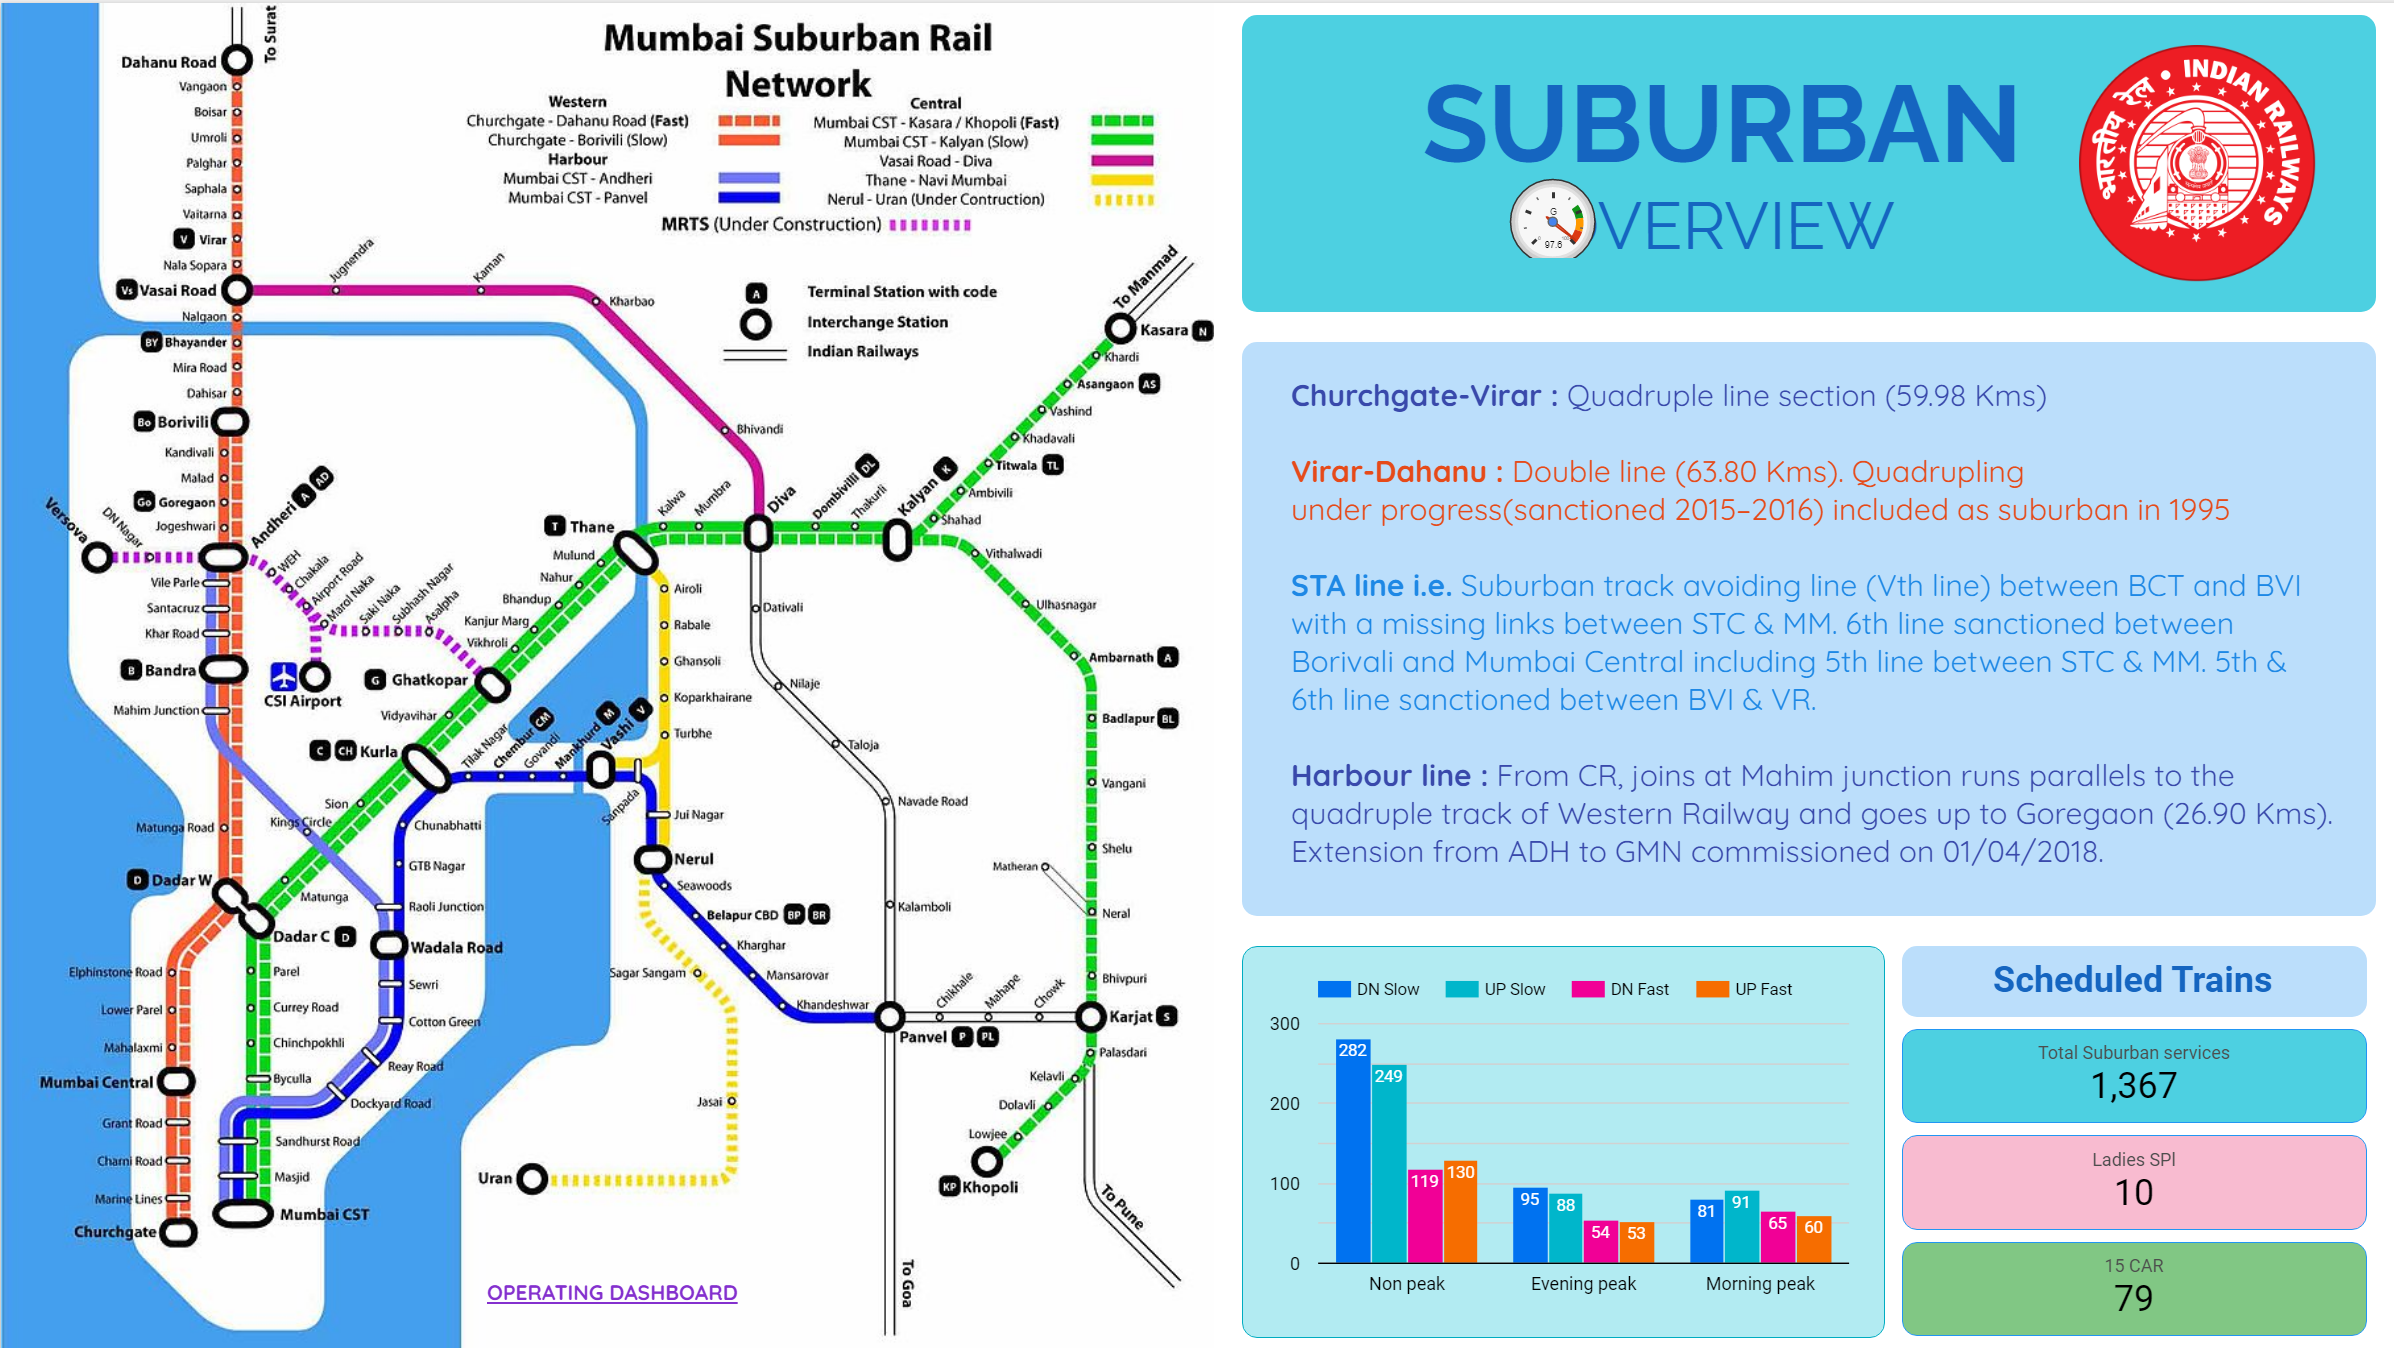 Mumbai Suburban Rail
Network
Western
Churchgate - Dahanu Road (Fast)
Churchgate - Borivili (Slow)
Harbour
Mumbai CST - Andheri
Mumbai CST - Panvel
Central
Mumbai CST - Kasara / Khopoli (Fast)
Mumbai CST - Kalyan (Slow)
Vasai Road - Diva
Thane - Navi Mumbai
Nerul - Uran (Under Contruction)
MRTS (Under Construction)
A Terminal Station with code
Interchange Station
Indian Railways
To Surat
Dahanu Road
Vangaon
Boisar
Umroli
Palghar
Saphala
Vaitarna
V Virar
Nala Sopara
Vs Vasai Road
Nalgaon
BY Bhayander
Mira Road
Dahisar
Bo Borivili
Kandivali
Malad
Go Goregaon
Jogeshwari
Andheri A AD
Versova
DN Nagar
WEH
Chakala
Airport Road
Marol Naka
Saki Naka
Subhash Nagar
Asalpha
CSI Airport
Vile Parle
Santacruz
Khar Road
B Bandra
Mahim Junction
Matunga Road
D Dadar W
Elphinstone Road
Lower Parel
Mahalaxmi
Mumbai Central
Grant Road
Charni Road
Marine Lines
Churchgate
Jugnendra
Kaman
Kharbao
Bhivandi
Diva
To Manmad
Kasara N
Khardi
Asangaon AS
Vashind
Khadavali
Titwala TL
Ambivili
Shahad
Kalyan K
Thakurli
Dombivilli DL
Mumbra
Kalwa
T Thane
Mulund
Nahur
Bhandup
Kanjur Marg
Vikhroli
G Ghatkopar
Vidyavihar
C CH Kurla
Sion
Kings Circle
Matunga
Dadar C D
Parel
Currey Road
Chinchpokhli
Byculla
Sandhurst Road
Masjid
Mumbai CST
Vithalwadi
Ulhasnagar
Ambarnath A
Badlapur BL
Vangani
Shelu
Matheran
Neral
Bhivpuri
Karjat S
Palasdari
Kelavli
Dolavli
Lowjee
KP Khopoli
To Pune
Airoli
Rabale
Ghansoli
Koparkhairane
Turbhe
Tilak Nagar
Chembur CM
Govandi
Mankhurd M
Vashi V
Sanpada
Jui Nagar
Nerul
Seawoods
Belapur CBD BP BR
Kharghar
Mansarovar
Khandeshwar
Panvel P PL
Chikhale
Mahape
Chowk
Dativali
Nilaje
Taloja
Navade Road
Kalamboli
To Goa
Chunabhatti
GTB Nagar
Raoli Junction
Wadala Road
Sewri
Cotton Green
Reay Road
Dockyard Road
Sagar Sangam
Jasai
Uran
OPERATING DASHBOARD
SUBURBAN
VERVIEW
G
97.6
भारतीय रेल • INDIAN RAILWAYS
Churchgate-Virar : Quadruple line section (59.98 Kms)
Virar-Dahanu : Double line (63.80 Kms). Quadrupling
under progress(sanctioned 2015–2016) included as suburban in 1995
STA line i.e. Suburban track avoiding line (Vth line) between BCT and BVI
with a missing links between STC & MM. 6th line sanctioned between
Borivali and Mumbai Central including 5th line between STC & MM. 5th &
6th line sanctioned between BVI & VR.
Harbour line : From CR, joins at Mahim junction runs parallels to the
quadruple track of Western Railway and goes up to Goregaon (26.90 Kms).
Extension from ADH to GMN commissioned on 01/04/2018.
DN Slow UP Slow DN Fast UP Fast
300
200
100
0
282 249 119 130
95 88 54 53
81 91 65 60
Non peak Evening peak Morning peak
Scheduled Trains
Total Suburban services
1,367
Ladies SPl
10
15 CAR
79